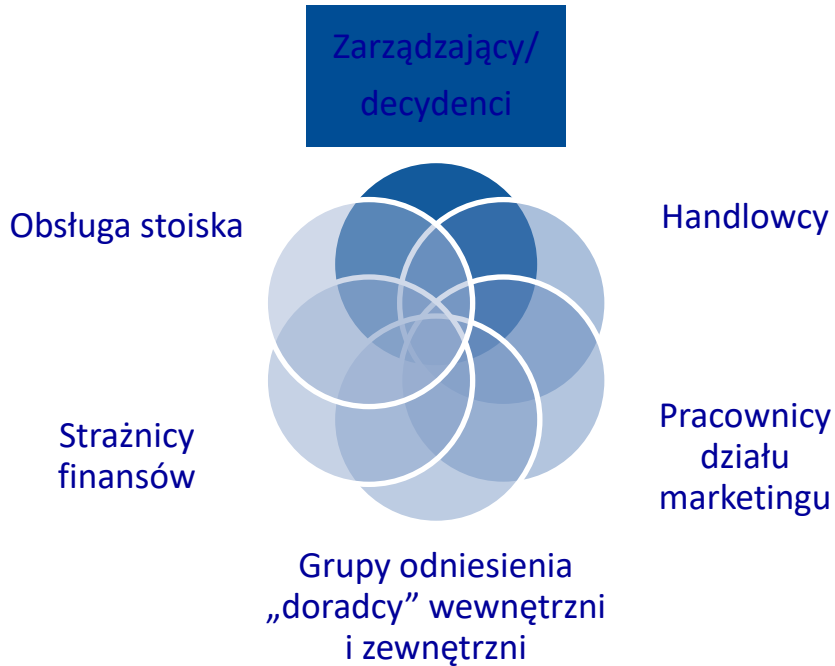 Zarządzający/
decydenci
Obsługa stoiska
Handlowcy
Strażnicy
finansów
Pracownicy
działu
marketingu
Grupy odniesienia
„doradcy” wewnętrzni
i zewnętrzni